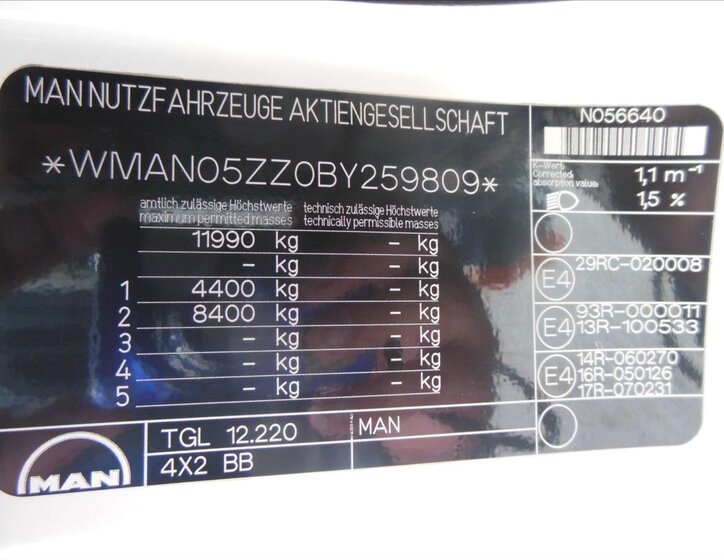 MAN NUTZFAHRZEUGE AKTIENGESELLSCHAFT
*WMAN05ZZ0BY259809*
amtlich zulässige Höchstwerte
maximum permitted masses
technisch zulässige Höchstwerte
technically permissible masses
11990 kg - kg
- kg - kg
1 4400 kg - kg
2 8400 kg - kg
3 - kg - kg
4 - kg - kg
5 - kg - kg
MAN
TGL 12.220
4X2 BB
MAN
N056640
K-Wert
Corrected
absorption value:
1,1 m⁻¹
1,5 %
E4 29RC-020008
E4 93R-000011
13R-100533
E4 14R-060270
16R-050126
17R-070231